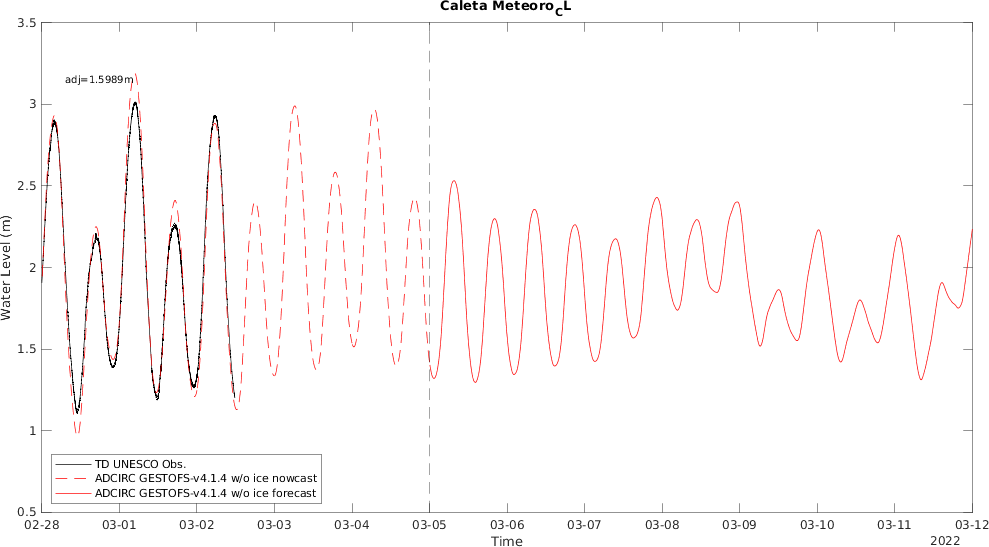 Caleta Meteoro_CL
3.5
adj=1.5989m
3
2.5
2
1.5
1
0.5
Water Level (m)
TD UNESCO Obs.
ADCIRC GESTOFS-v4.1.4 w/o ice nowcast
ADCIRC GESTOFS-v4.1.4 w/o ice forecast
02-28 03-01 03-02 03-03 03-04 03-05 03-06 03-07 03-08 03-09 03-10 03-11 03-12
Time
2022